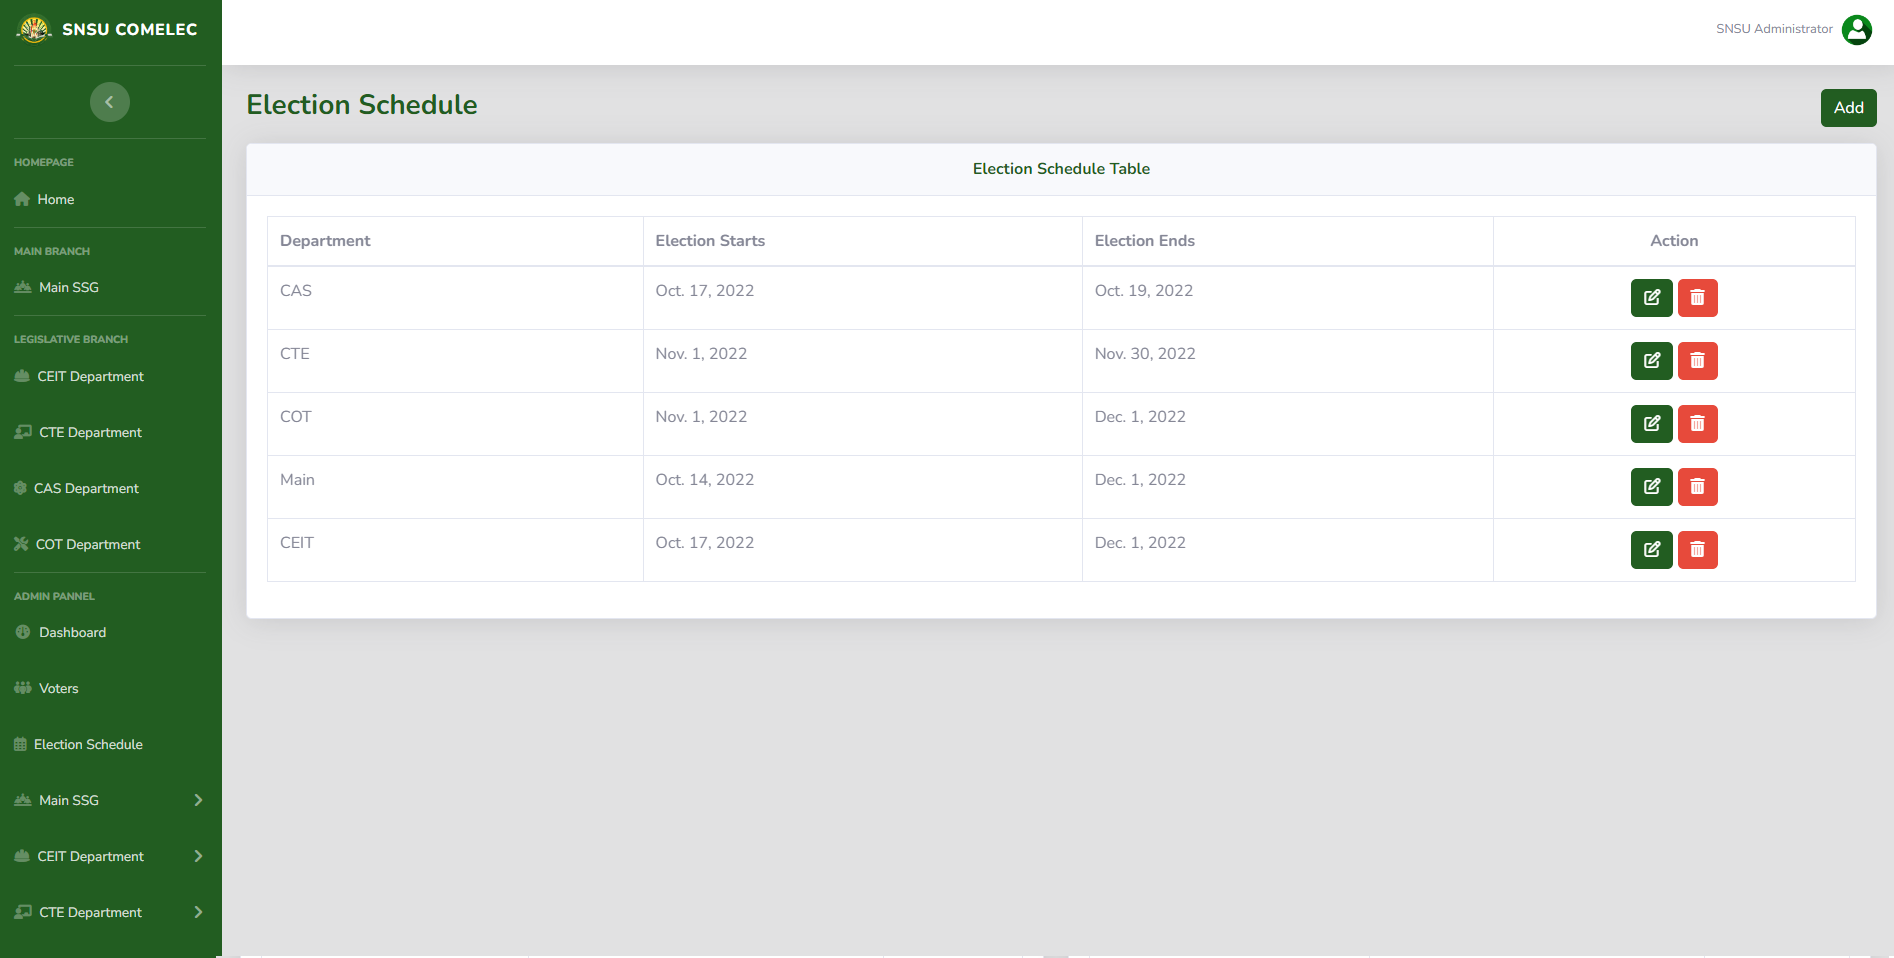 SNSU COMELEC
SNSU Administrator
HOMEPAGE
Home
MAIN BRANCH
Main SSG
LEGISLATIVE BRANCH
CEIT Department
CTE Department
CAS Department
COT Department
ADMIN PANNEL
Dashboard
Voters
Election Schedule
Main SSG
CEIT Department
CTE Department
Election Schedule
Add
Election Schedule Table
Department Election Starts Election Ends Action
CAS Oct. 17, 2022 Oct. 19, 2022
CTE Nov. 1, 2022 Nov. 30, 2022
COT Nov. 1, 2022 Dec. 1, 2022
Main Oct. 14, 2022 Dec. 1, 2022
CEIT Oct. 17, 2022 Dec. 1, 2022